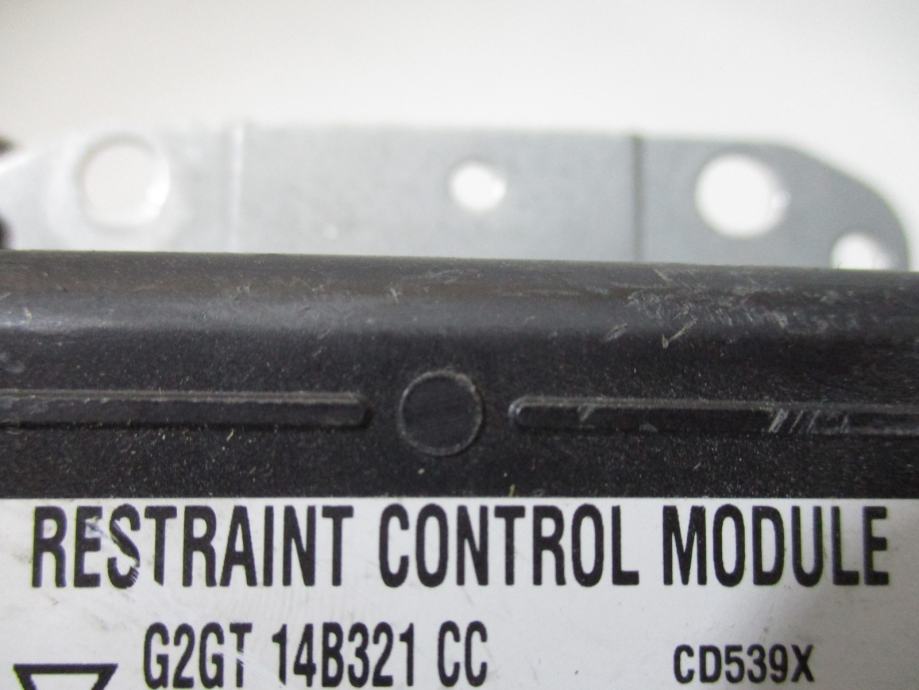 RESTRAINT CONTROL MODULE
G2GT 14B321 CC CD539X